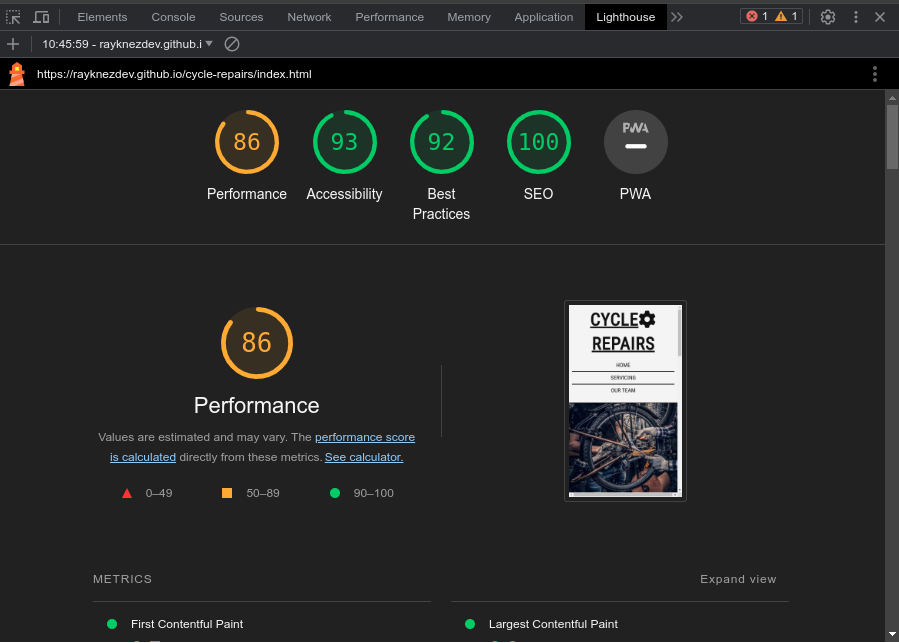 Elements Console Sources Network Performance Memory Application Lighthouse 1 1
10:45:59 - rayknezdev.github.i
https://rayknezdev.github.io/cycle-repairs/index.html
86 93 92 100 PWA
Performance Accessibility Best Practices SEO PWA
86
CYCLE
REPAIRS
HOME
SERVICING
OUR TEAM
Performance
Values are estimated and may vary. The performance score
is calculated directly from these metrics. See calculator.
0–49 50–89 90–100
METRICS Expand view
First Contentful Paint Largest Contentful Paint